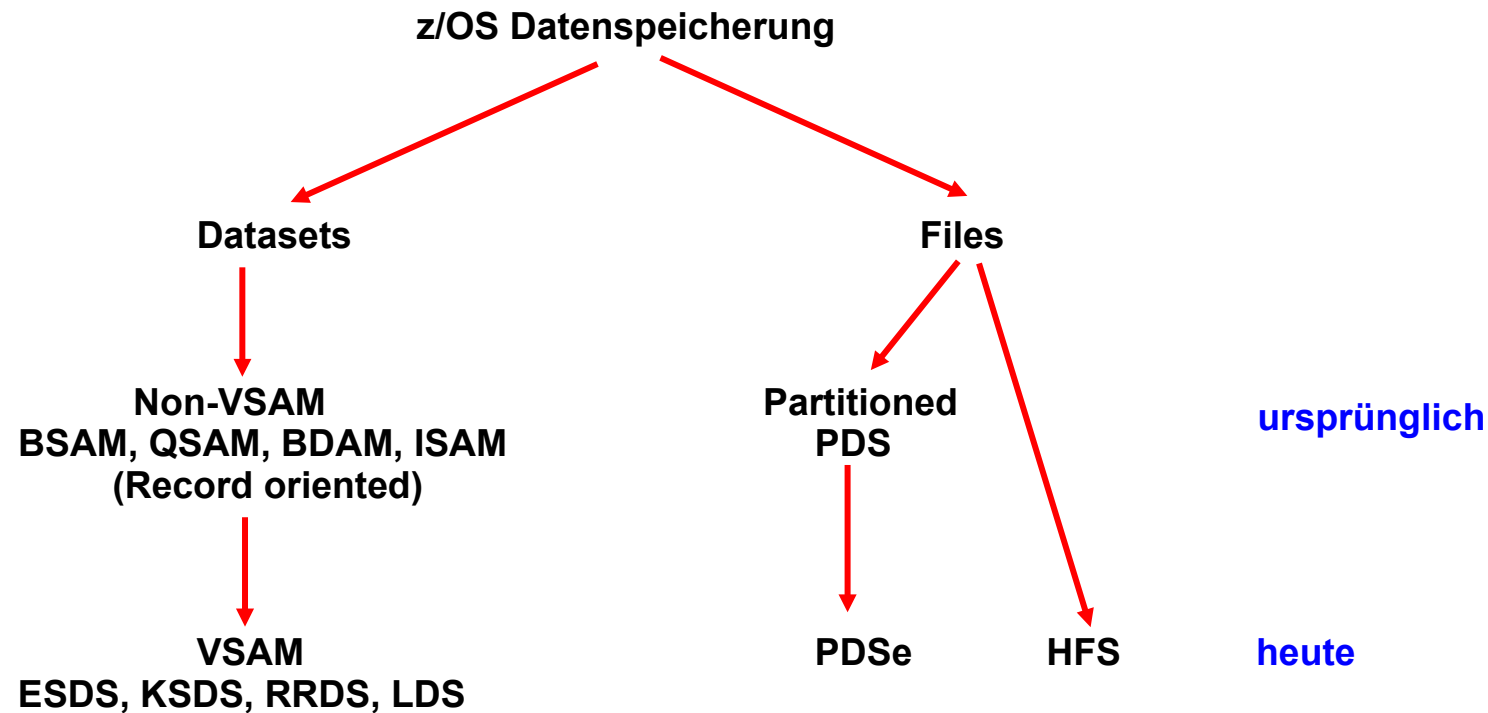 z/OS Datenspeicherung
Datasets
Files
Non-VSAM
BSAM, QSAM, BDAM, ISAM
(Record oriented)
Partitioned
PDS
ursprünglich
VSAM
ESDS, KSDS, RRDS, LDS
PDSe
HFS
heute